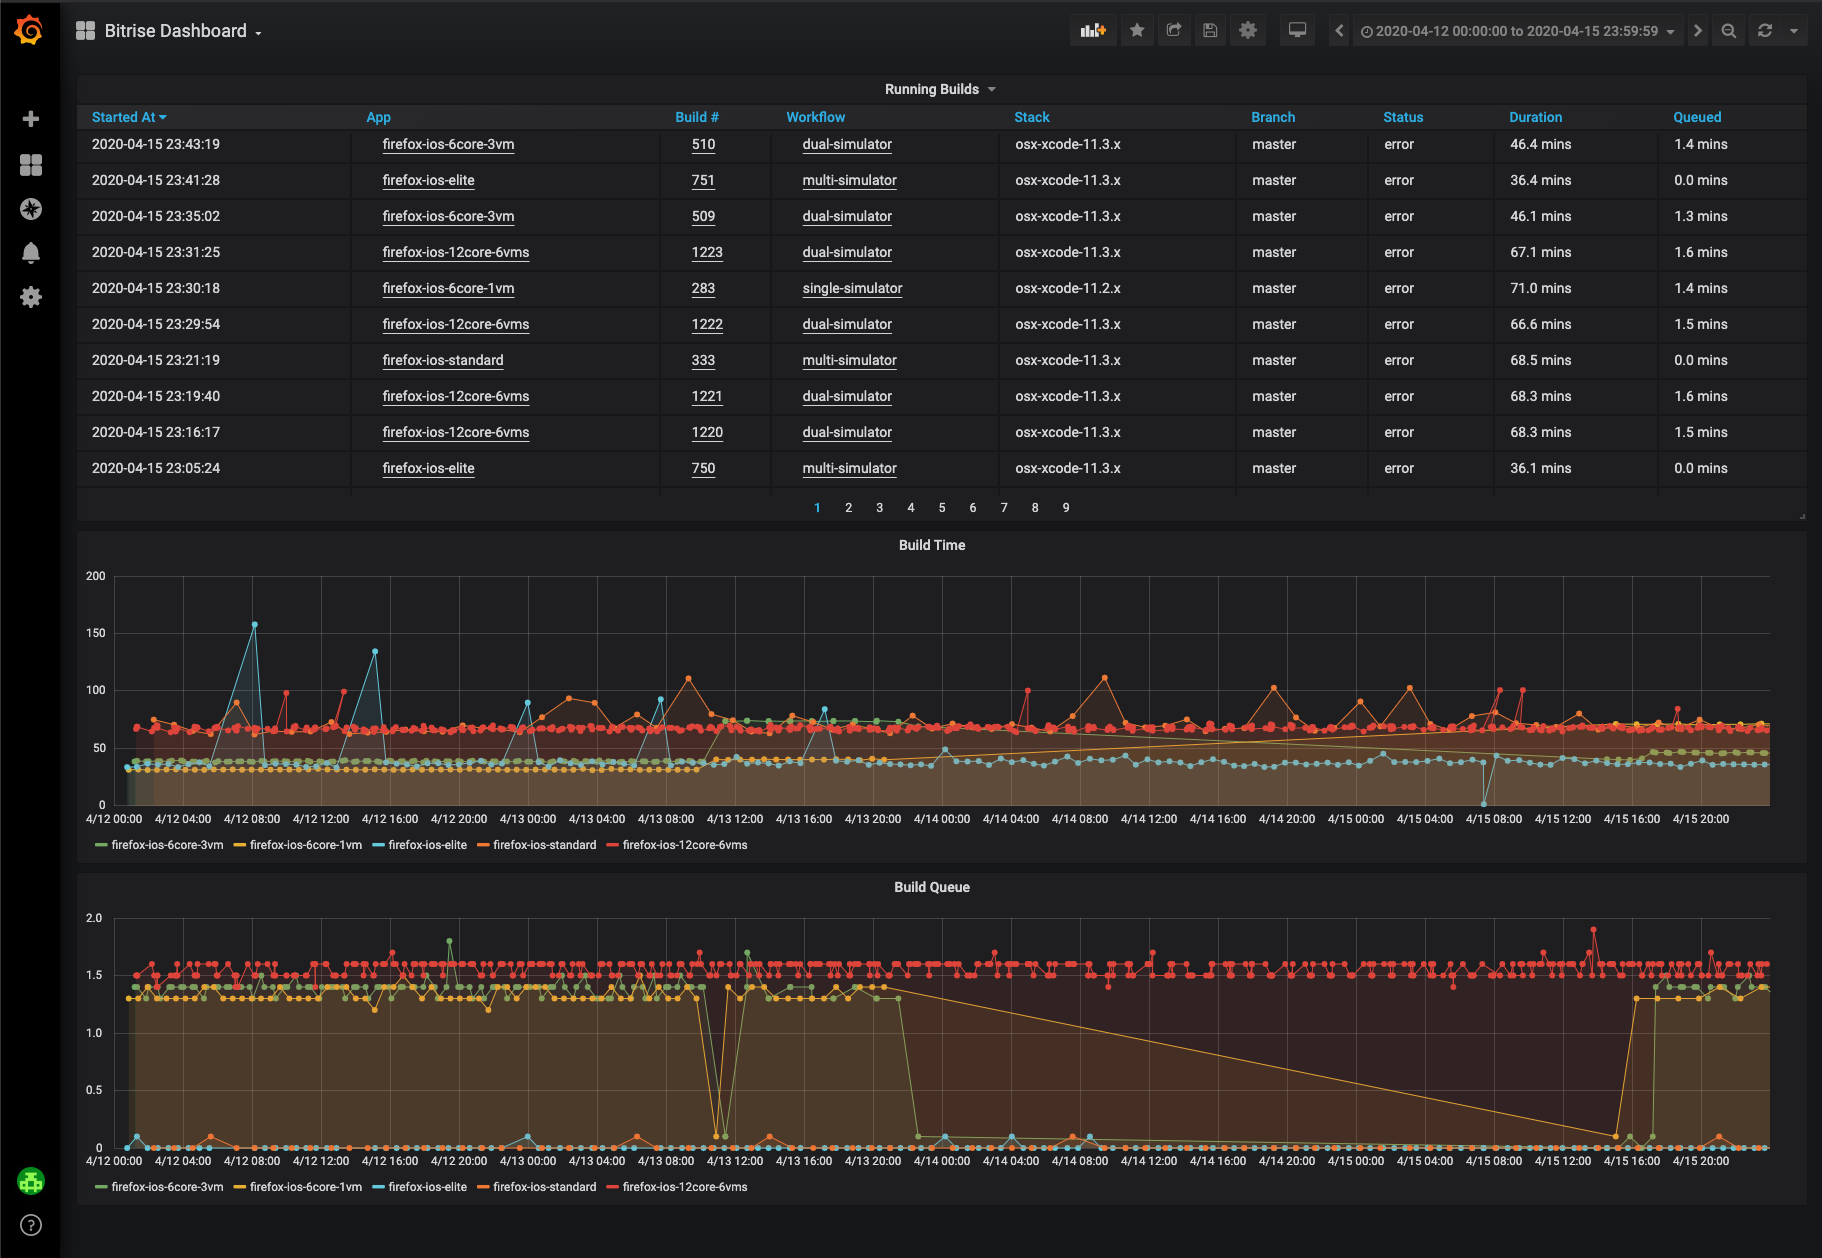 Bitrise Dashboard
2020-04-12 00:00:00 to 2020-04-15 23:59:59
Running Builds
Started At App Build # Workflow Stack Branch Status Duration Queued
2020-04-15 23:43:19 firefox-ios-6core-3vm 510 dual-simulator osx-xcode-11.3.x master error 46.4 mins 1.4 mins
2020-04-15 23:41:28 firefox-ios-elite 751 multi-simulator osx-xcode-11.3.x master error 36.4 mins 0.0 mins
2020-04-15 23:35:02 firefox-ios-6core-3vm 509 dual-simulator osx-xcode-11.3.x master error 46.1 mins 1.3 mins
2020-04-15 23:31:25 firefox-ios-12core-6vms 1223 dual-simulator osx-xcode-11.3.x master error 67.1 mins 1.6 mins
2020-04-15 23:30:18 firefox-ios-6core-1vm 283 single-simulator osx-xcode-11.2.x master error 71.0 mins 1.4 mins
2020-04-15 23:29:54 firefox-ios-12core-6vms 1222 dual-simulator osx-xcode-11.3.x master error 66.6 mins 1.5 mins
2020-04-15 23:21:19 firefox-ios-standard 333 multi-simulator osx-xcode-11.3.x master error 68.5 mins 0.0 mins
2020-04-15 23:19:40 firefox-ios-12core-6vms 1221 dual-simulator osx-xcode-11.3.x master error 68.3 mins 1.6 mins
2020-04-15 23:16:17 firefox-ios-12core-6vms 1220 dual-simulator osx-xcode-11.3.x master error 68.3 mins 1.5 mins
2020-04-15 23:05:24 firefox-ios-elite 750 multi-simulator osx-xcode-11.3.x master error 36.1 mins 0.0 mins
1 2 3 4 5 6 7 8 9
Build Time
200
150
100
50
0
4/12 00:00 4/12 04:00 4/12 08:00 4/12 12:00 4/12 16:00 4/12 20:00 4/13 00:00 4/13 04:00 4/13 08:00 4/13 12:00 4/13 16:00 4/13 20:00 4/14 00:00 4/14 04:00 4/14 08:00 4/14 12:00 4/14 16:00 4/14 20:00 4/15 00:00 4/15 04:00 4/15 08:00 4/15 12:00 4/15 16:00 4/15 20:00
firefox-ios-6core-3vm firefox-ios-6core-1vm firefox-ios-elite firefox-ios-standard firefox-ios-12core-6vms
Build Queue
2.0
1.5
1.0
0.5
0
4/12 00:00 4/12 04:00 4/12 08:00 4/12 12:00 4/12 16:00 4/12 20:00 4/13 00:00 4/13 04:00 4/13 08:00 4/13 12:00 4/13 16:00 4/13 20:00 4/14 00:00 4/14 04:00 4/14 08:00 4/14 12:00 4/14 16:00 4/14 20:00 4/15 00:00 4/15 04:00 4/15 08:00 4/15 12:00 4/15 16:00 4/15 20:00
firefox-ios-6core-3vm firefox-ios-6core-1vm firefox-ios-elite firefox-ios-standard firefox-ios-12core-6vms